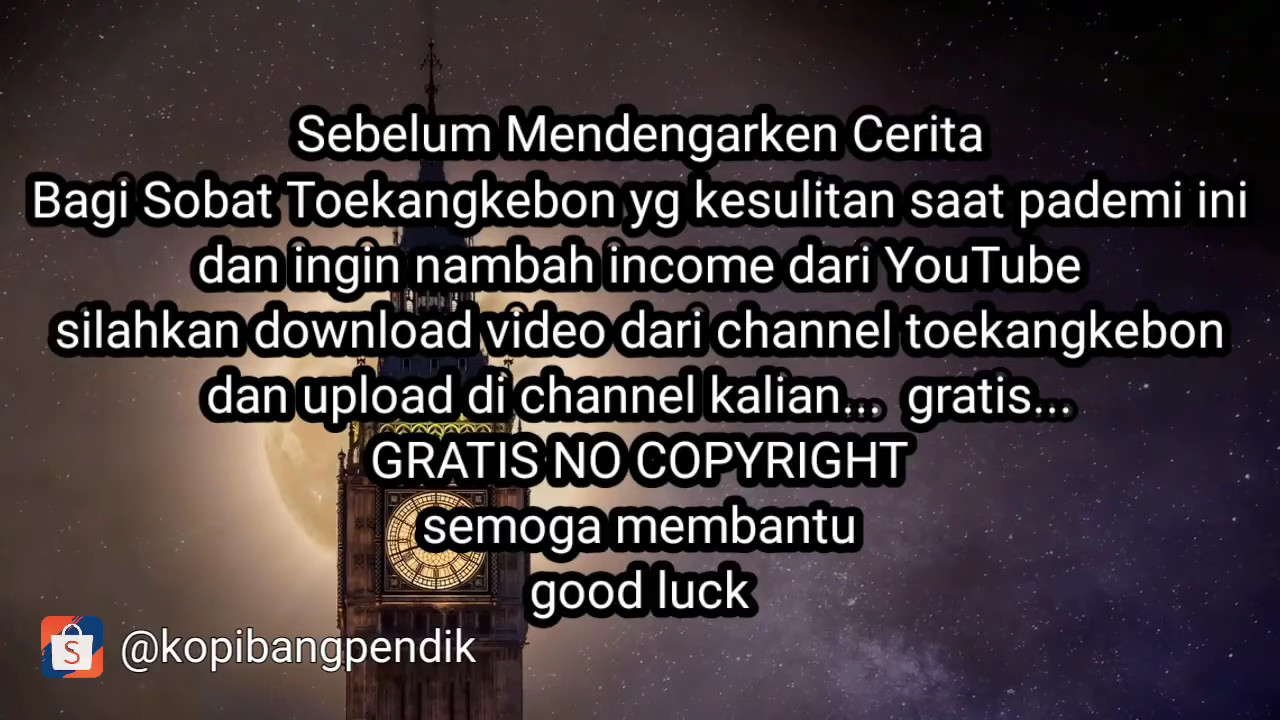 Sebelum Mendengarken Cerita
Bagi Sobat Toekangkebon yg kesulitan saat pademi ini
dan ingin nambah income dari YouTube
silahkan download video dari channel toekangkebon
dan upload di channel kalian... gratis...
GRATIS NO COPYRIGHT
semoga membantu
good luck
S @kopibangpendik